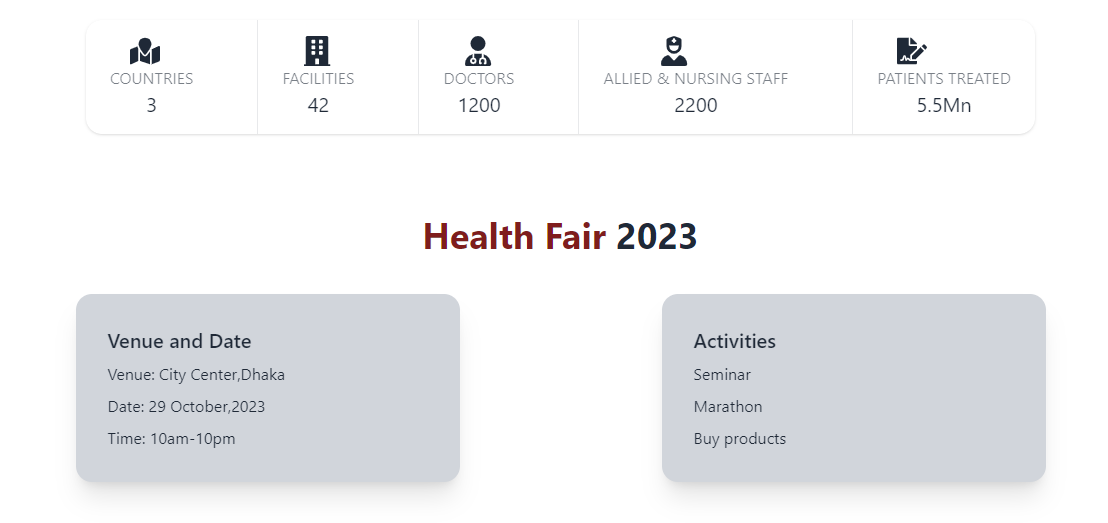 COUNTRIES
3
FACILITIES
42
DOCTORS
1200
ALLIED & NURSING STAFF
2200
PATIENTS TREATED
5.5Mn
Health Fair 2023
Venue and Date
Venue: City Center,Dhaka
Date: 29 October,2023
Time: 10am-10pm
Activities
Seminar
Marathon
Buy products